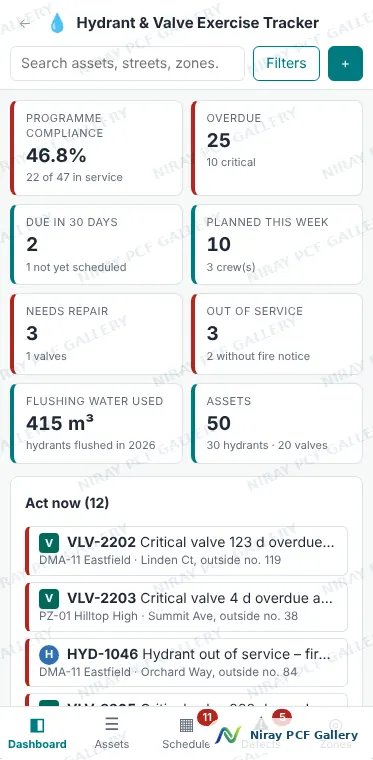 ← 💧 Hydrant & Valve Exercise Tracker
Search assets, streets, zones.
Filters
+
PROGRAMME
COMPLIANCE
46.8%
22 of 47 in service
OVERDUE
25
10 critical
DUE IN 30 DAYS
2
1 not yet scheduled
PLANNED THIS WEEK
10
3 crew(s)
NEEDS REPAIR
3
1 valves
OUT OF SERVICE
3
2 without fire notice
FLUSHING WATER USED
415 m³
hydrants flushed in 2026
ASSETS
50
30 hydrants · 20 valves
Act now (12)
V VLV-2202 Critical valve 123 d overdue…
DMA-11 Eastfield · Linden Ct, outside no. 119
V VLV-2203 Critical valve 4 d overdue a…
PZ-01 Hilltop High · Summit Ave, outside no. 38
H HYD-1046 Hydrant out of service – fir…
DMA-11 Eastfield · Orchard Way, outside no. 84
Dashboard
Assets
11
Schedule
5
Defects
Zones
Niray PCF Gallery
NIRAY PCF GALLERY